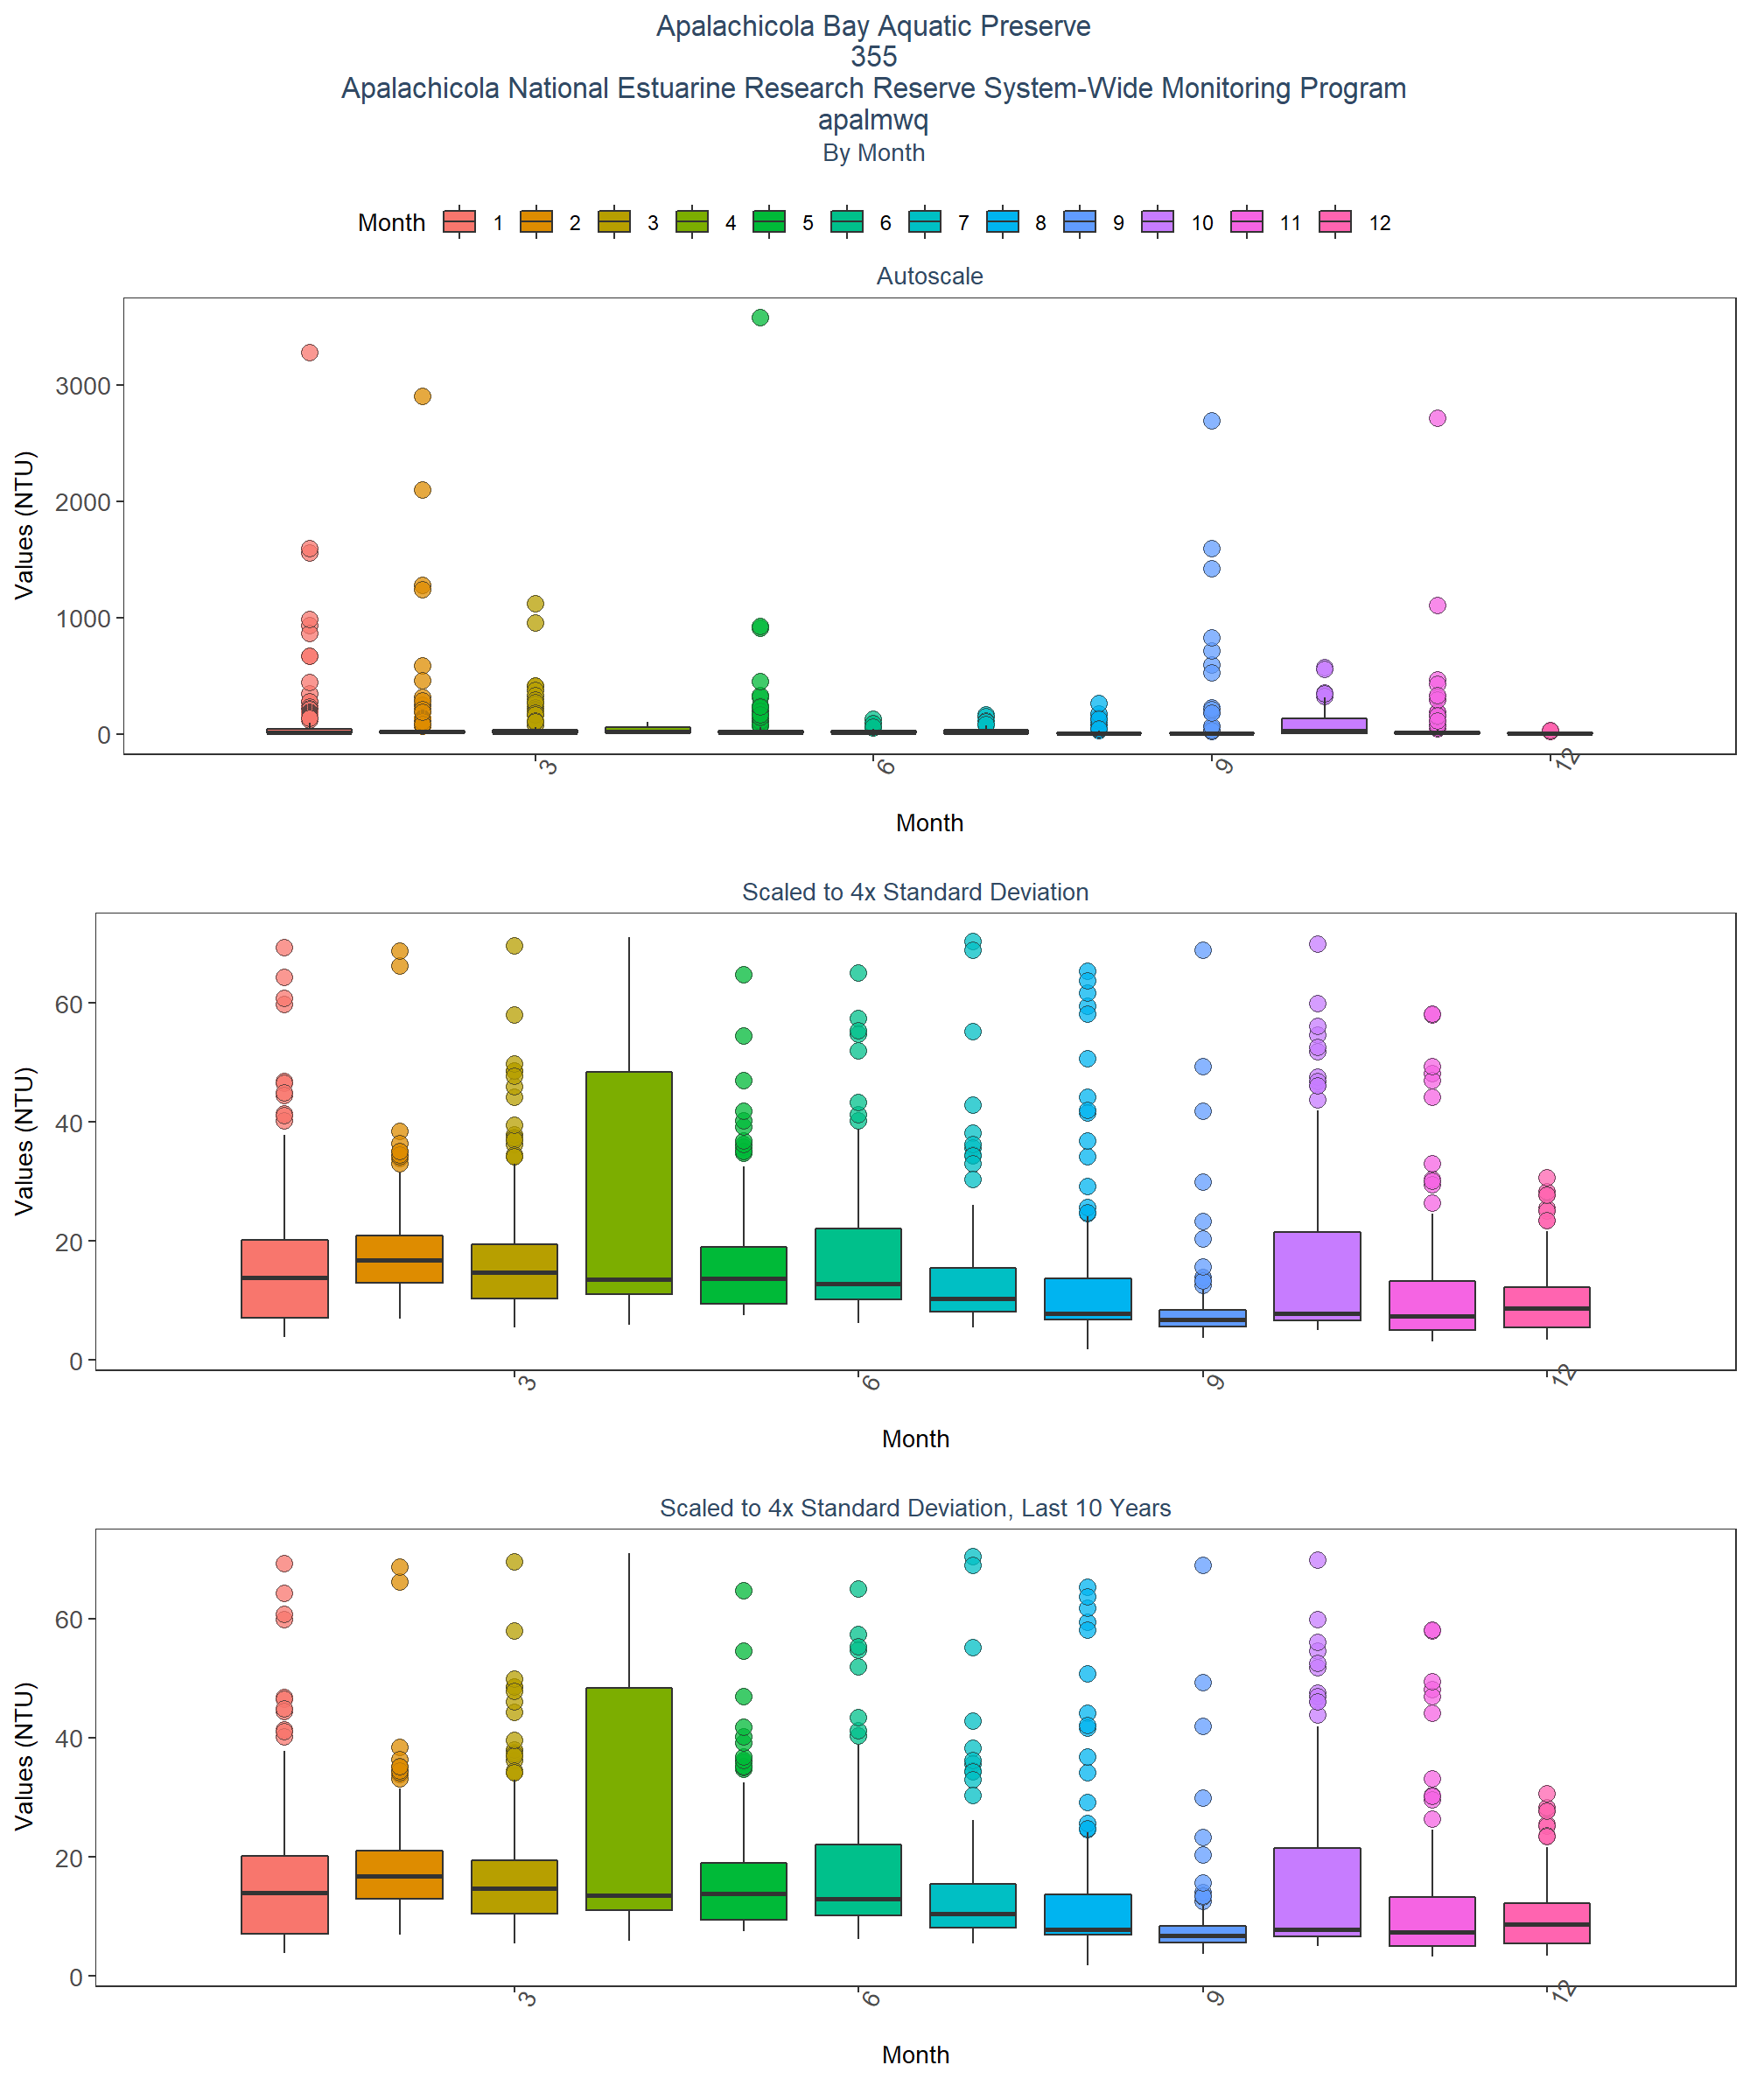 Apalachicola Bay Aquatic Preserve
355
Apalachicola National Estuarine Research Reserve System-Wide Monitoring Program
apalmwq
By Month
Month 1 2 3 4 5 6 7 8 9 10 11 12
Autoscale
Values (NTU)
3000
2000
1000
0
3 6 9 12
Month
Scaled to 4x Standard Deviation
Values (NTU)
60
40
20
0
3 6 9 12
Month
Scaled to 4x Standard Deviation, Last 10 Years
Values (NTU)
60
40
20
0
3 6 9 12
Month